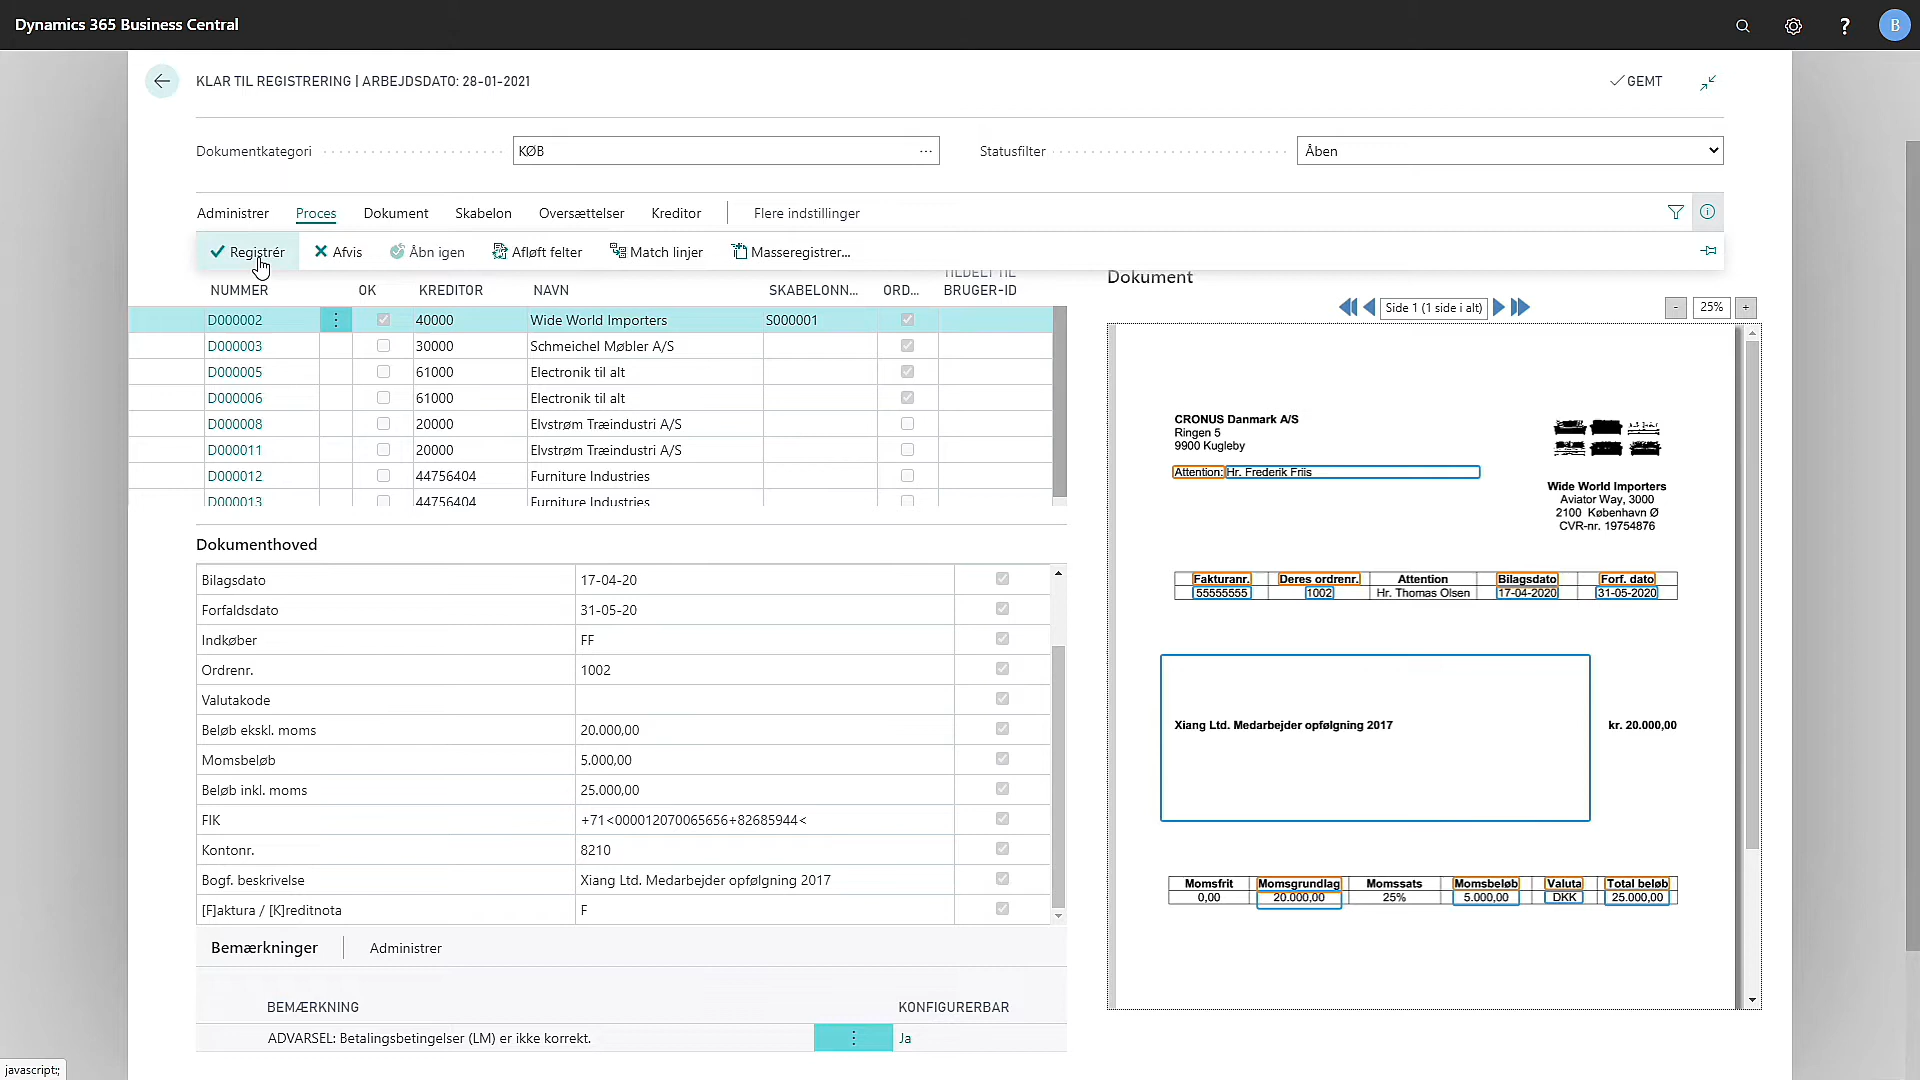 Dynamics 365 Business Central
?
B
KLAR TIL REGISTRERING | ARBEJDSDATO: 28-01-2021
GEMT
Dokumentkategori
KØB
Statusfilter
Åben
Administrer
Proces
Dokument
Skabelon
Oversættelser
Kreditor
Flere indstillinger
Registrér
Afvis
Åbn igen
Afløft felter
Match linjer
Masseregistrer...
NUMMER OK KREDITOR NAVN SKABELONN... ORD... TILDELT TIL BRUGER-ID
D000002 40000 Wide World Importers S000001
D000003 30000 Schmeichel Møbler A/S
D000005 61000 Electronik til alt
D000006 61000 Electronik til alt
D000008 20000 Elvstrøm Træindustri A/S
D000011 20000 Elvstrøm Træindustri A/S
D000012 44756404 Furniture Industries
D000013 44756404 Furniture Industries
Dokumenthoved
Bilagsdato 17-04-20
Forfaldsdato 31-05-20
Indkøber FF
Ordrenr. 1002
Valutakode
Beløb ekskl. moms 20.000,00
Momsbeløb 5.000,00
Beløb inkl. moms 25.000,00
FIK +71<000012070065656+82685944<
Kontonr. 8210
Bogf. beskrivelse Xiang Ltd. Medarbejder opfølgning 2017
[F]aktura / [K]reditnota F
Bemærkninger Administrer
BEMÆRKNING KONFIGURERBAR
ADVARSEL: Betalingsbetingelser (LM) er ikke korrekt. Ja
Dokument
Side 1 (1 side i alt)
- 25% +
CRONUS Danmark A/S
Ringen 5
9900 Kugleby
Attention: Hr. Frederik Friis
Wide World Importers
Aviator Way, 3000
2100 København Ø
CVR-nr. 19754876
Fakturanr. Deres ordrenr. Attention Bilagsdato Forf. dato
55555555 1002 Hr. Thomas Olsen 17-04-2020 31-05-2020
Xiang Ltd. Medarbejder opfølgning 2017 kr. 20.000,00
Momsfrit Momsgrundlag Momssats Momsbeløb Valuta Total beløb
0,00 20.000,00 25% 5.000,00 DKK 25.000,00
javascript:;